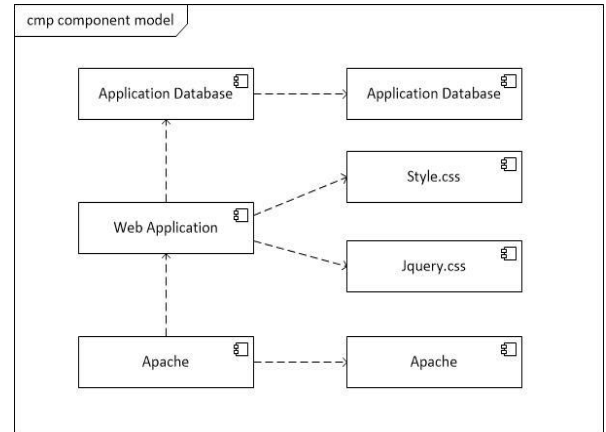 cmp component model
Application Database
Application Database
Style.css
Web Application
Jquery.css
Apache
Apache